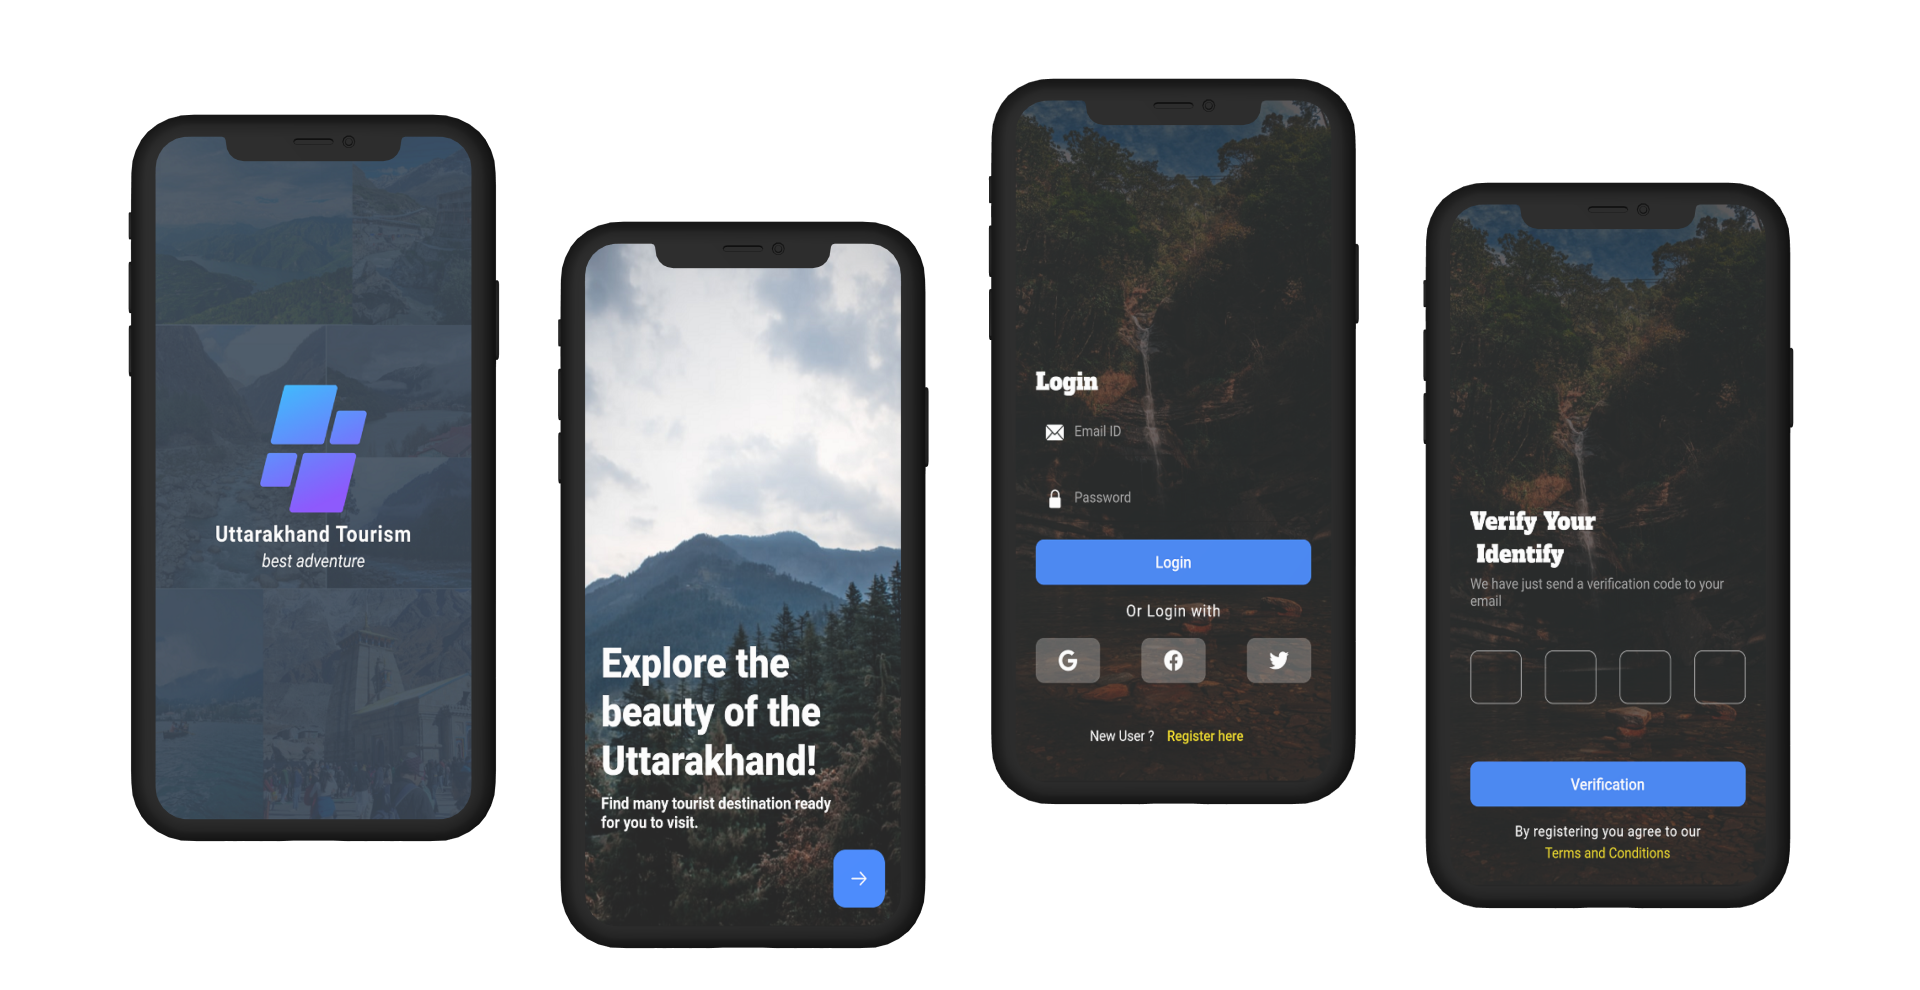 Uttarakhand Tourism
best adventure
Explore the
beauty of the
Uttarakhand!
Find many tourist destination ready
for you to visit.
Login
Email ID
Password
Login
Or Login with
New User ? Register here
Verify Your
Identify
We have just send a verification code to your
email
Verification
By registering you agree to our
Terms and Conditions